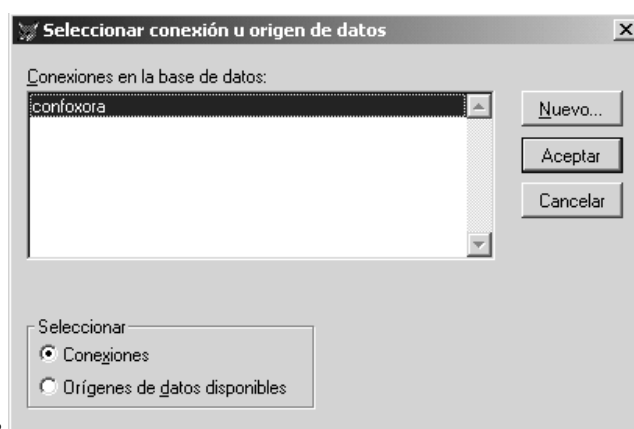 Seleccionar conexión u origen de datos
Conexiones en la base de datos:
confoxora
Nuevo...
Aceptar
Cancelar
Seleccionar
Conexiones
Orígenes de datos disponibles